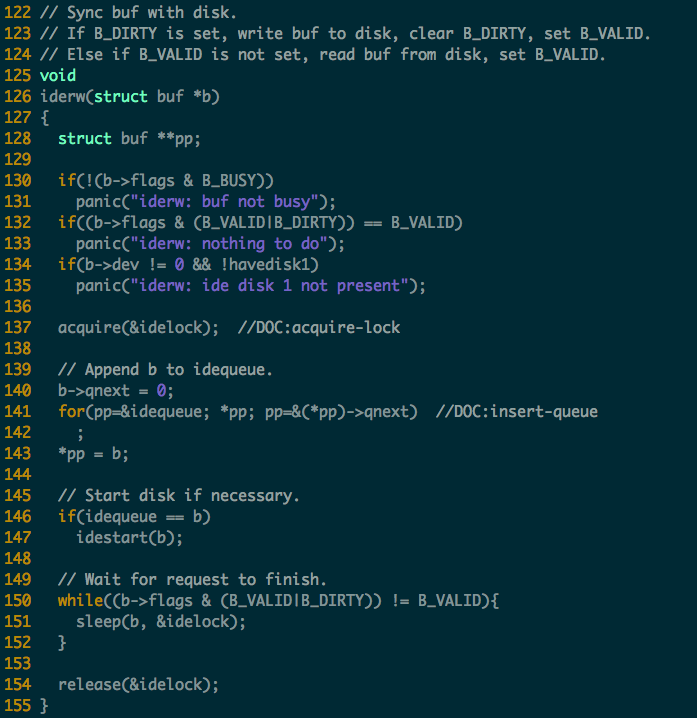 122 // Sync buf with disk.
123 // If B_DIRTY is set, write buf to disk, clear B_DIRTY, set B_VALID.
124 // Else if B_VALID is not set, read buf from disk, set B_VALID.
125 void
126 iderw(struct buf *b)
127 {
128   struct buf **pp;
129
130   if(!(b->flags & B_BUSY))
131     panic("iderw: buf not busy");
132   if((b->flags & (B_VALID|B_DIRTY)) == B_VALID)
133     panic("iderw: nothing to do");
134   if(b->dev != 0 && !havedisk1)
135     panic("iderw: ide disk 1 not present");
136
137   acquire(&idelock);  //DOC:acquire-lock
138
139   // Append b to idequeue.
140   b->qnext = 0;
141   for(pp=&idequeue; *pp; pp=&(*pp)->qnext)  //DOC:insert-queue
142     ;
143   *pp = b;
144
145   // Start disk if necessary.
146   if(idequeue == b)
147     idestart(b);
148
149   // Wait for request to finish.
150   while((b->flags & (B_VALID|B_DIRTY)) != B_VALID){
151     sleep(b, &idelock);
152   }
153
154   release(&idelock);
155 }